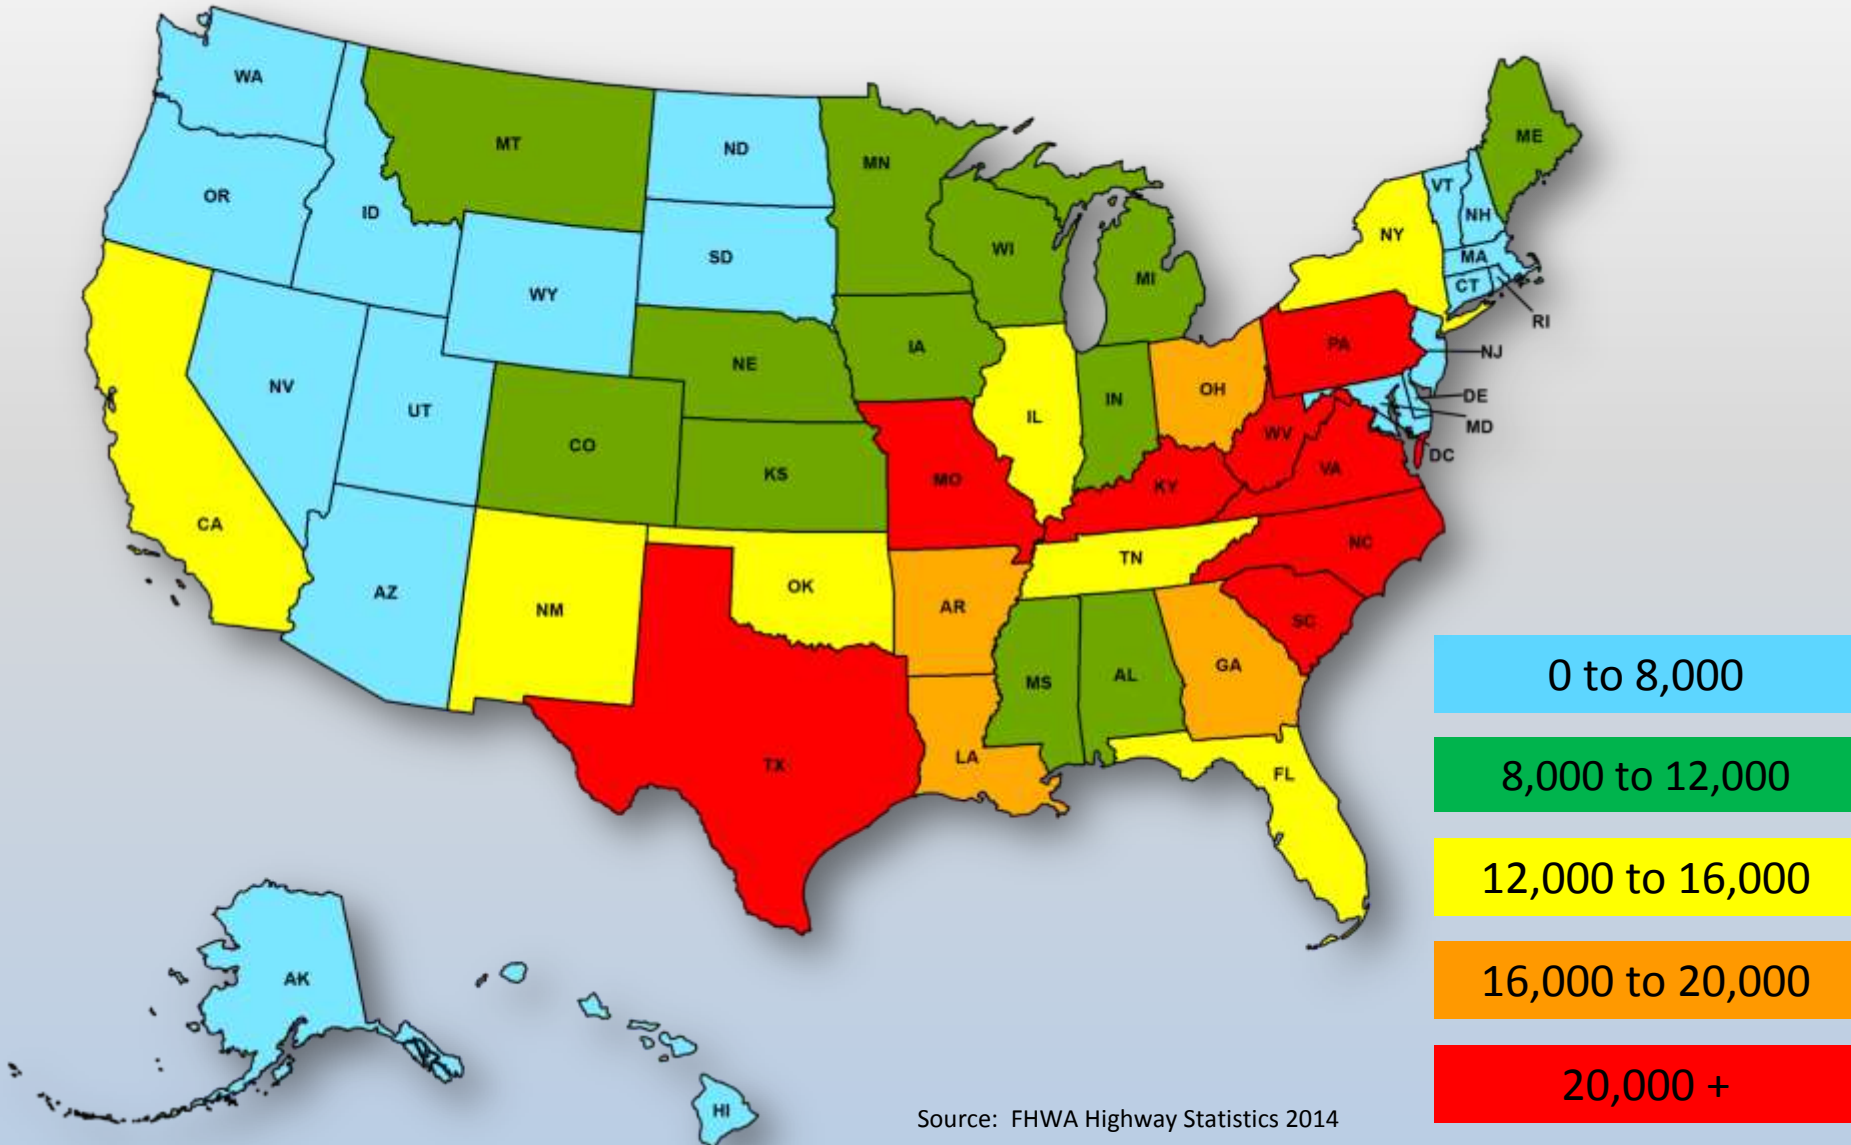 WA
MT
ND
MN
ME
OR
ID
VT
NH
NY
WI
SD
MA
MI
WY
CT
RI
IA
PA
NJ
NE
OH
NV
DE
UT
IN
IL
MD
CO
WV
DC
VA
KS
MO
KY
CA
NC
TN
OK
AZ
AR
NM
SC
GA
AL
MS
LA
TX
FL
AK
HI
0 to 8,000
8,000 to 12,000
12,000 to 16,000
16,000 to 20,000
20,000 +
Source: FHWA Highway Statistics 2014